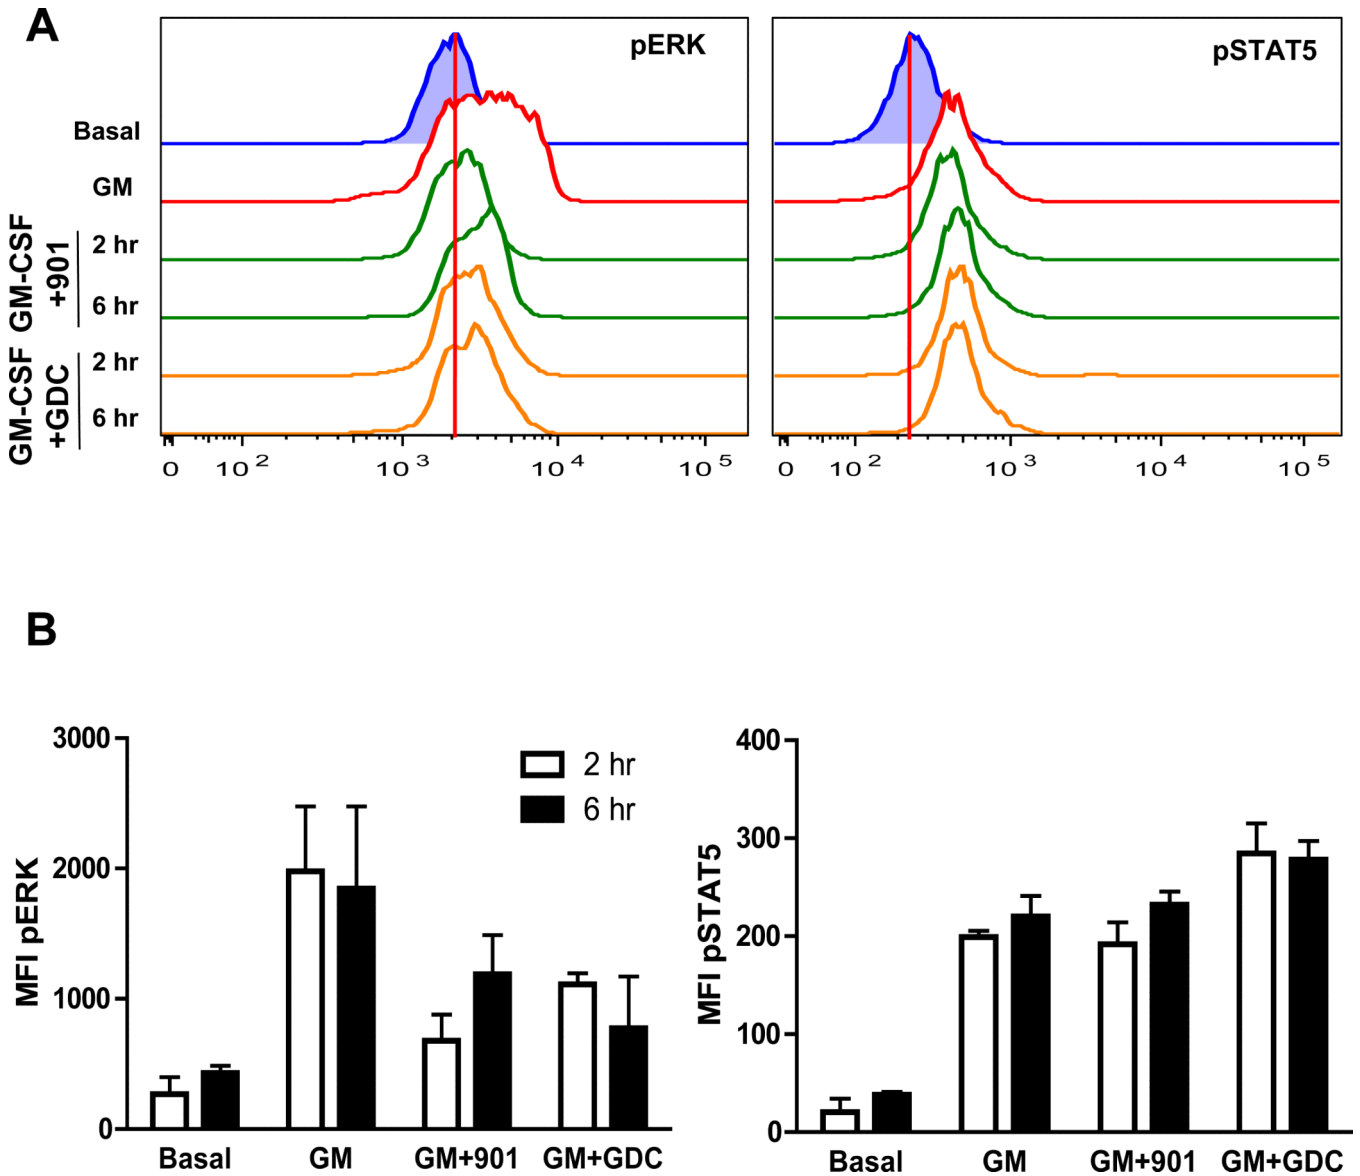 A
pERK
pSTAT5
Basal
GM
GM-CSF
+901
2 hr
6 hr
GM-CSF
+GDC
2 hr
6 hr
0 10² 10³ 10⁴ 10⁵
0 10² 10³ 10⁴ 10⁵
B
MFI pERK
3000
2000
1000
0
2 hr
6 hr
Basal GM GM+901 GM+GDC
MFI pSTAT5
400
300
200
100
0
Basal GM GM+901 GM+GDC